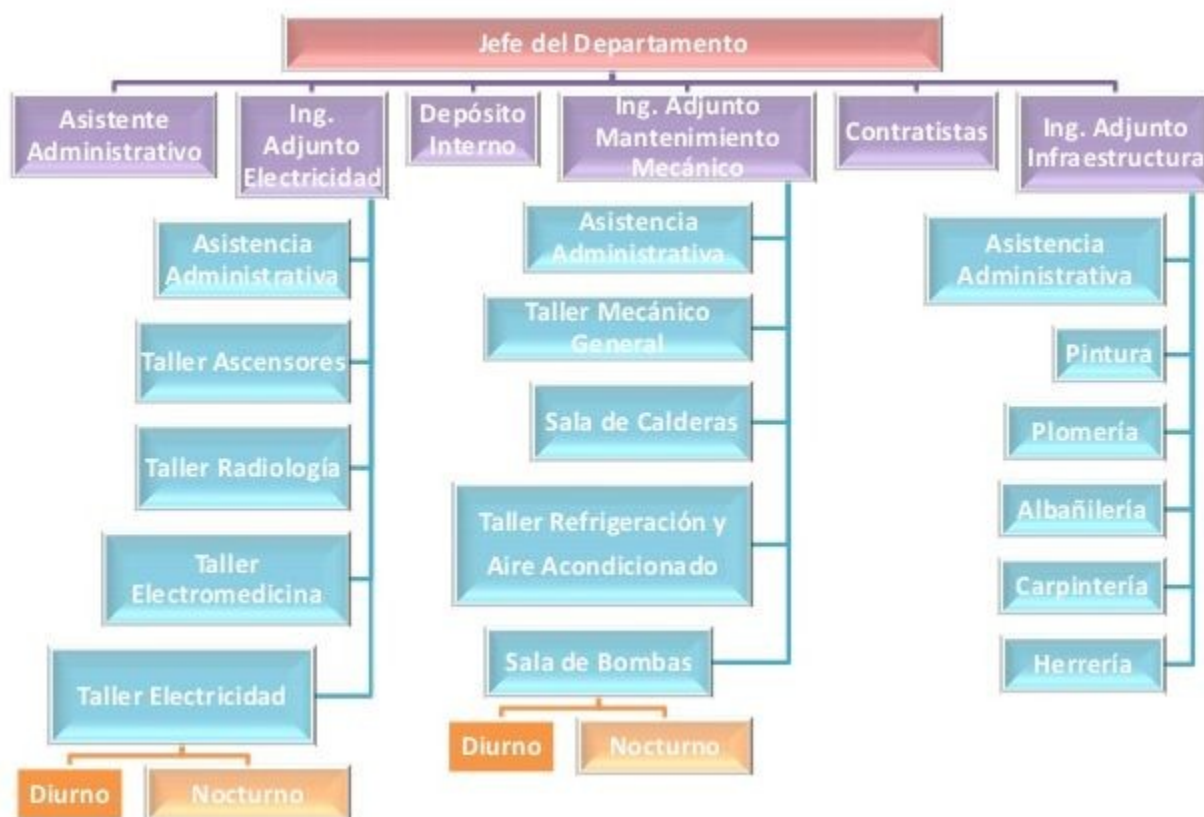 Jefe del Departamento
Asistente
Administrativo
Ing.
Adjunto
Electricidad
Depósito
Interno
Ing. Adjunto
Mantenimiento
Mecánico
Contratistas
Ing. Adjunto
Infraestructura
Asistencia
Administrativa
Taller Ascensores
Taller Radiología
Taller
Electromedicina
Taller Electricidad
Diurno
Nocturno
Asistencia
Administrativa
Taller Mecánico
General
Sala de Calderas
Taller Refrigeración y
Aire Acondicionado
Sala de Bombas
Diurno
Nocturno
Asistencia
Administrativa
Pintura
Plomería
Albañilería
Carpintería
Herrería